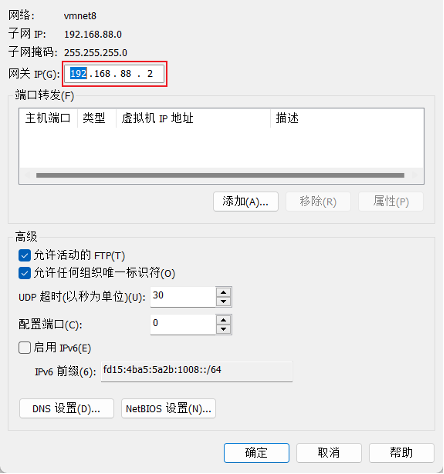 网络: vmnet8
子网 IP: 192.168.88.0
子网掩码: 255.255.255.0
网关 IP(G): 192 .168 . 88 . 2
端口转发(F)
主机端口 类型 虚拟机 IP 地址 描述
添加(A)... 移除(R) 属性(P)
高级
允许活动的 FTP(T)
允许任何组织唯一标识符(O)
UDP 超时(以秒为单位)(U): 30
配置端口(C): 0
启用 IPv6(E)
IPv6 前缀(6): fd15:4ba5:5a2b:1008::/64
DNS 设置(D)... NetBIOS 设置(N)...
确定 取消 帮助